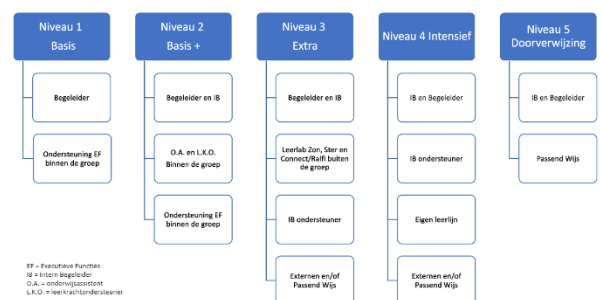 Niveau 1
Basis
Begeleider
Ondersteuning EF
binnen de groep
Niveau 2
Basis +
Begeleider en IB
O.A. en L.K.O.
Binnen de groep
Ondersteuning EF
binnen de groep
Niveau 3
Extra
Begeleider en IB
Leerlab Zon, Ster en
Connect/Ralfi buiten
de groep
IB ondersteuner
Externen en/of
Passend Wijs
Niveau 4 Intensief
IB en Begeleider
IB ondersteuner
Eigen leerlijn
Externen en/of
Passend Wijs
Niveau 5
Doorverwijzing
IB en Begeleider
Passend Wijs
EF = Executieve Functies
IB = Intern Begeleider
O.A. = onderwijsassistent
L.K.O. = leerkrachtondersteuner